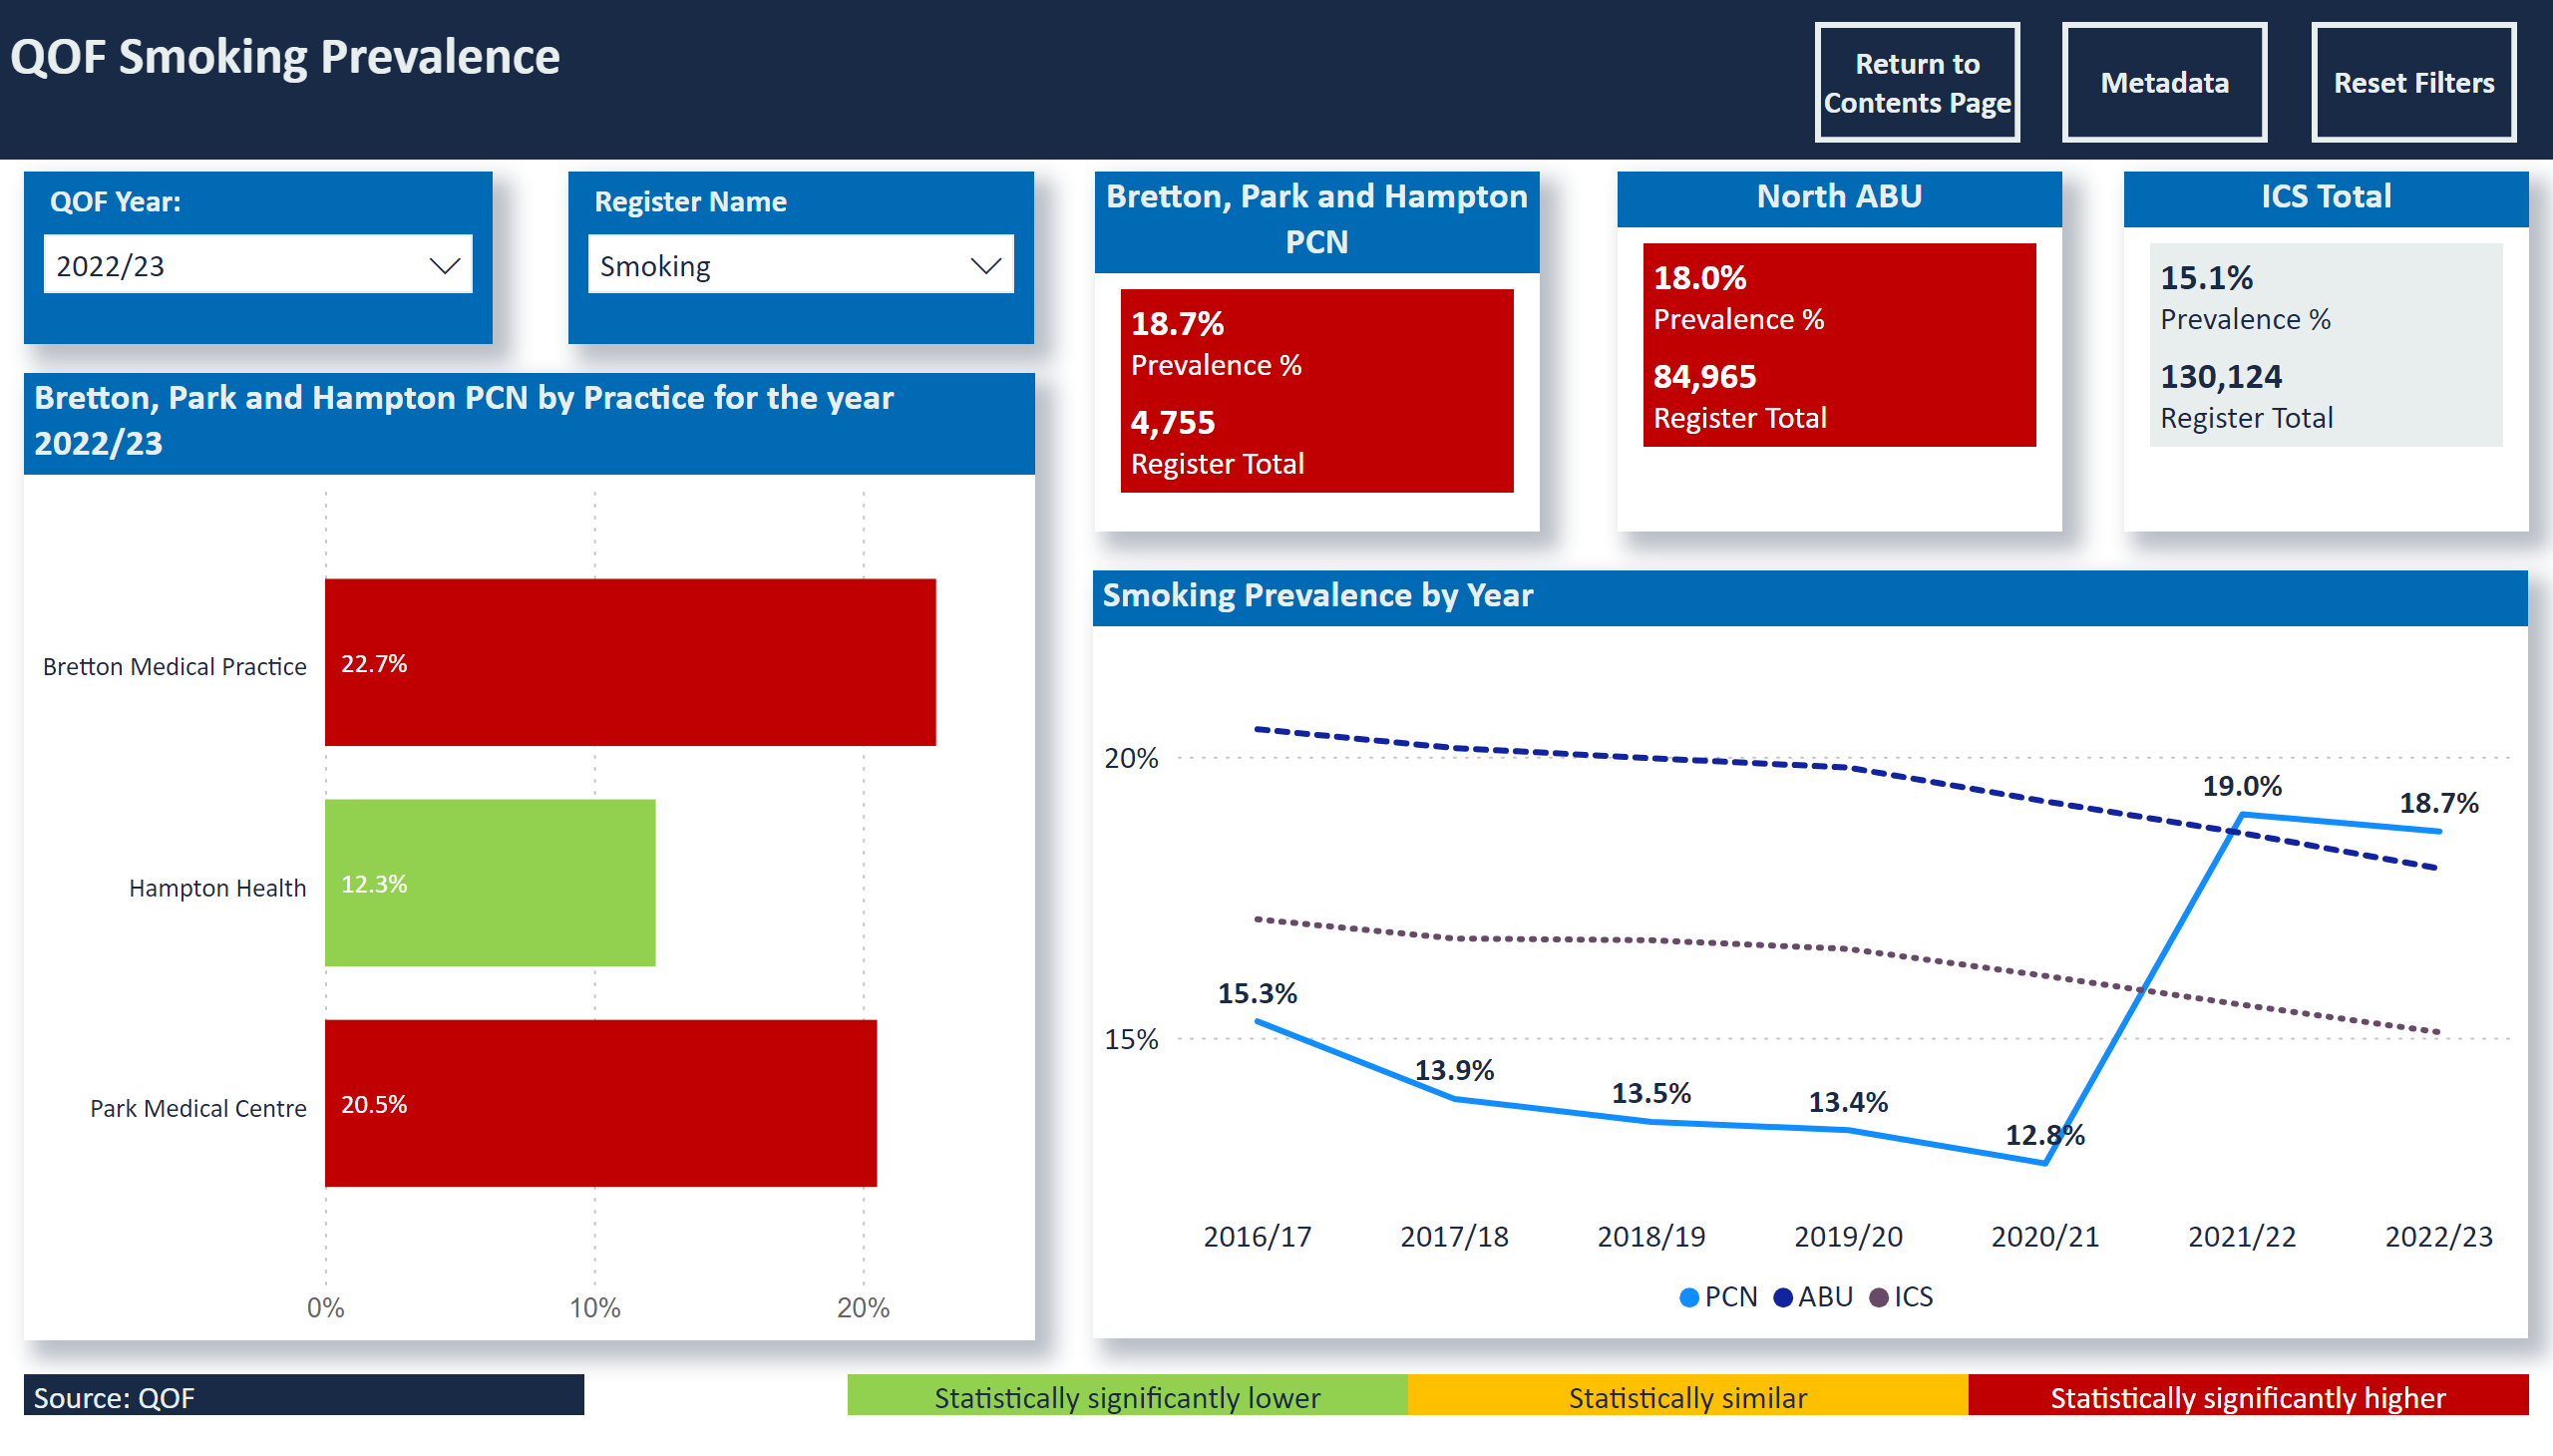 QOF Smoking Prevalence
Return to
Contents Page
Metadata
Reset Filters
QOF Year:
2022/23
Register Name
Smoking
Bretton, Park and Hampton
PCN
18.7%
Prevalence %
4,755
Register Total
North ABU
18.0%
Prevalence %
84,965
Register Total
ICS Total
15.1%
Prevalence %
130,124
Register Total
Bretton, Park and Hampton PCN by Practice for the year
2022/23
Bretton Medical Practice
22.7%
Hampton Health
12.3%
Park Medical Centre
20.5%
0%
10%
20%
Smoking Prevalence by Year
20%
15%
15.3%
13.9%
13.5%
13.4%
12.8%
19.0%
18.7%
2016/17
2017/18
2018/19
2019/20
2020/21
2021/22
2022/23
PCN
ABU
ICS
Source: QOF
Statistically significantly lower
Statistically similar
Statistically significantly higher